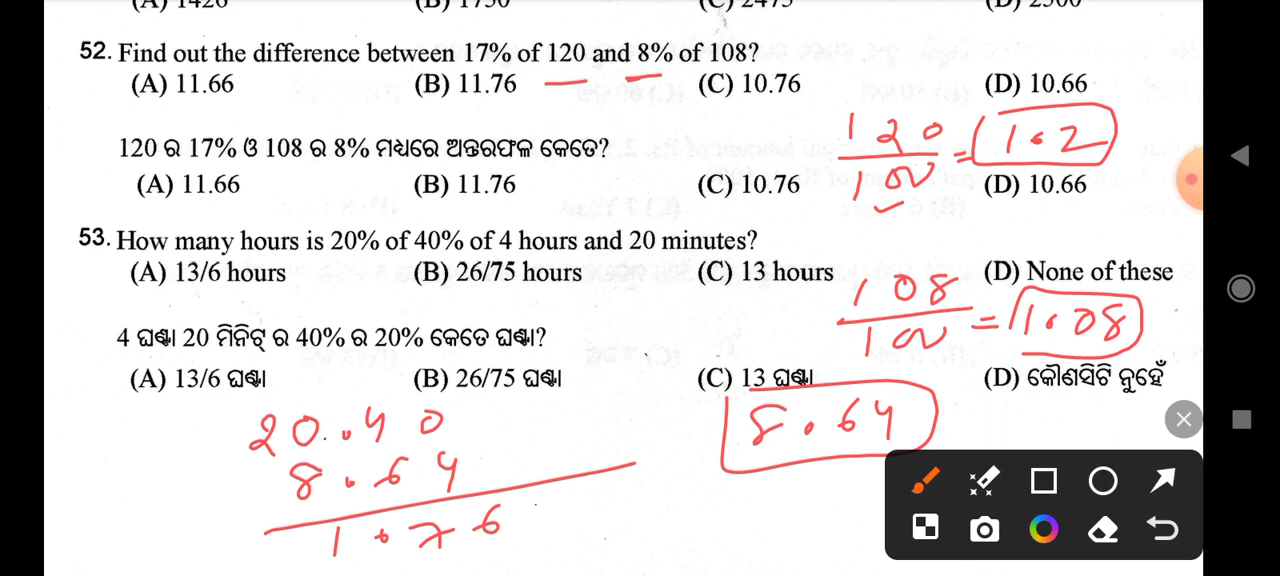 (A) 1426 (B) 1750 (C) 2475 (D) 2500
52. Find out the difference between 17% of 120 and 8% of 108?
(A) 11.66 (B) 11.76 (C) 10.76 (D) 10.66
120 ର 17% ଓ 108 ର 8% ମଧ୍ୟରେ ଅନ୍ତରଫଳ କେତେ?
(A) 11.66 (B) 11.76 (C) 10.76 (D) 10.66
120
100
= 1.2
53. How many hours is 20% of 40% of 4 hours and 20 minutes?
(A) 13/6 hours (B) 26/75 hours (C) 13 hours (D) None of these
108
100
= 1.08
4 ଘଣ୍ଟା 20 ମିନିଟ୍ ର 40% ର 20% କେତେ ଘଣ୍ଟା?
(A) 13/6 ଘଣ୍ଟା (B) 26/75 ଘଣ୍ଟା (C) 13 ଘଣ୍ଟା (D) କୌଣସିଟି ନୁହେଁ
20.40
8.64
1.76
8.64